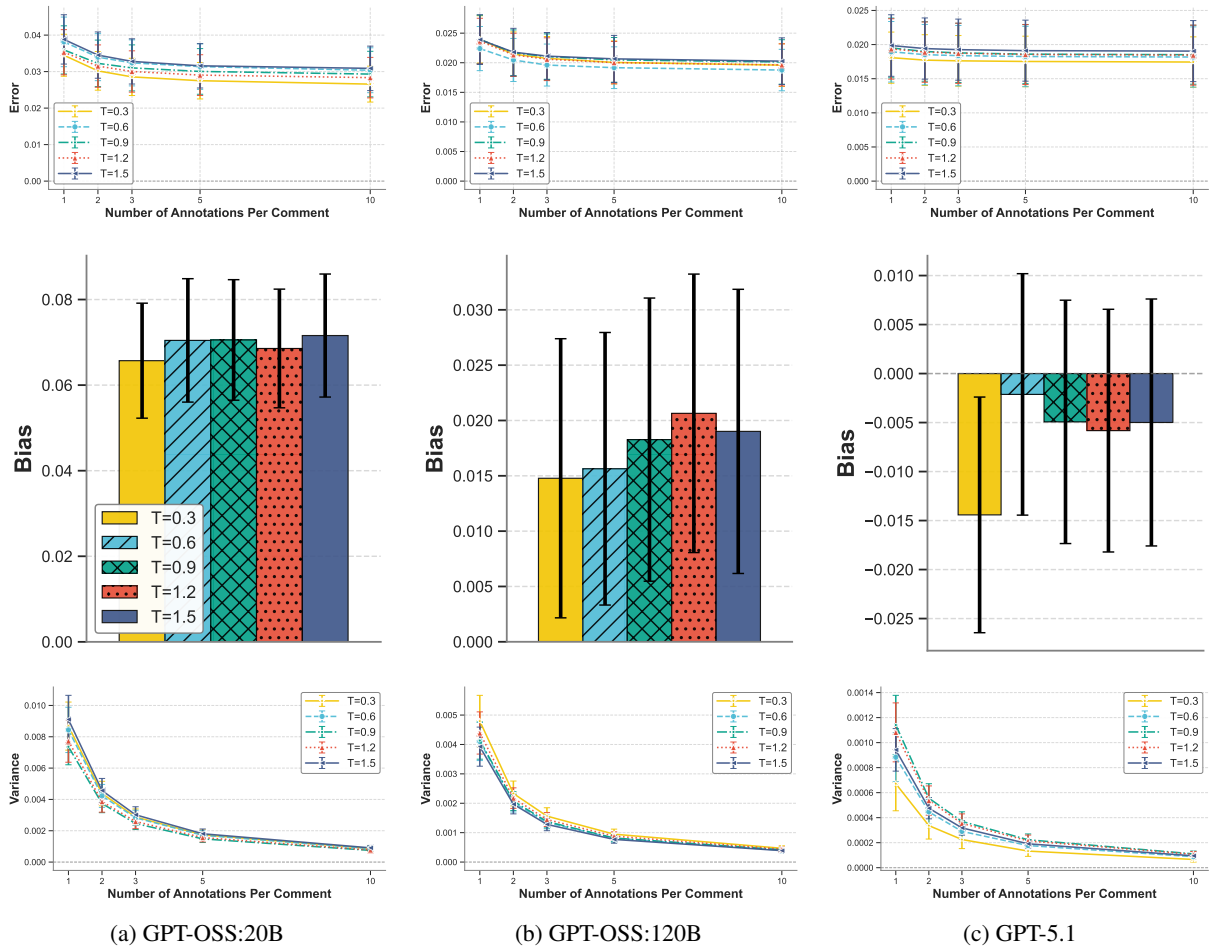 0.04
0.03
0.02
0.01
0.00
Error
T=0.3
T=0.6
T=0.9
T=1.2
T=1.5
1 2 3 5 10
Number of Annotations Per Comment
0.025
0.020
0.015
0.010
0.005
0.000
Error
T=0.3
T=0.6
T=0.9
T=1.2
T=1.5
1 2 3 5 10
Number of Annotations Per Comment
0.025
0.020
0.015
0.010
0.005
0.000
Error
T=0.3
T=0.6
T=0.9
T=1.2
T=1.5
1 2 3 5 10
Number of Annotations Per Comment
0.08
0.06
0.04
0.02
0.00
Bias
T=0.3
T=0.6
T=0.9
T=1.2
T=1.5
0.030
0.025
0.020
0.015
0.010
0.005
0.000
Bias
0.010
0.005
0.000
−0.005
−0.010
−0.015
−0.020
−0.025
Bias
0.010
0.008
0.006
0.004
0.002
0.000
Variance
T=0.3
T=0.6
T=0.9
T=1.2
T=1.5
1 2 3 5 10
Number of Annotations Per Comment
0.005
0.004
0.003
0.002
0.001
0.000
Variance
T=0.3
T=0.6
T=0.9
T=1.2
T=1.5
1 2 3 5 10
Number of Annotations Per Comment
0.0014
0.0012
0.0010
0.0008
0.0006
0.0004
0.0002
0.0000
Variance
T=0.3
T=0.6
T=0.9
T=1.2
T=1.5
1 2 3 5 10
Number of Annotations Per Comment
(a) GPT-OSS:20B
(b) GPT-OSS:120B
(c) GPT-5.1